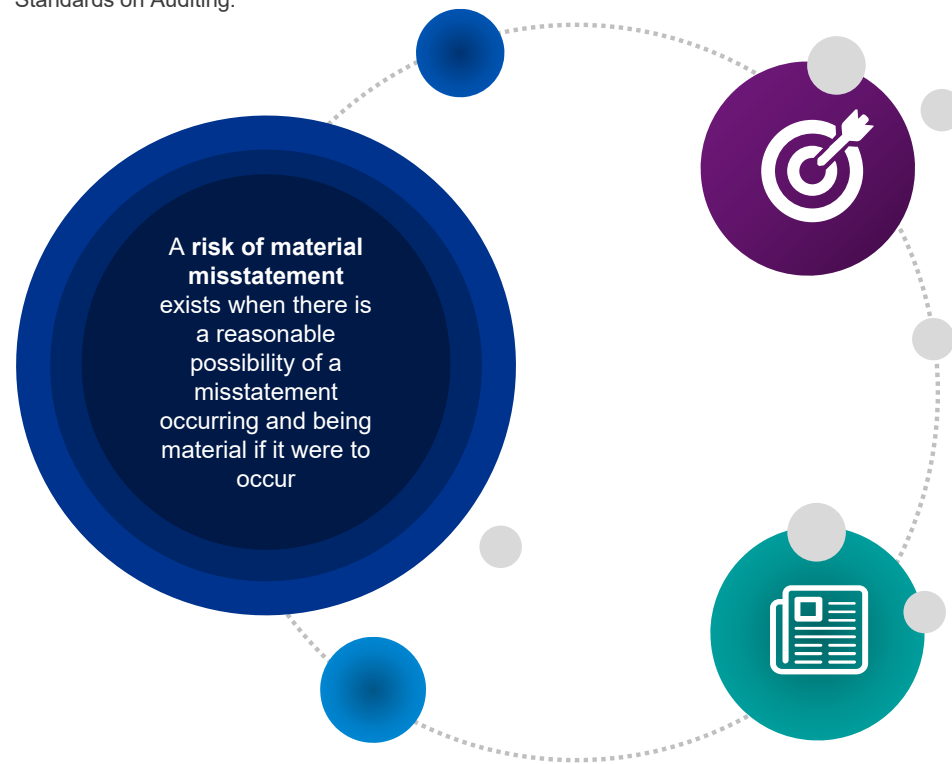 Standards on Auditing.
A risk of material
misstatement
exists when there is
a reasonable
possibility of a
misstatement
occurring and being
material if it were to
occur